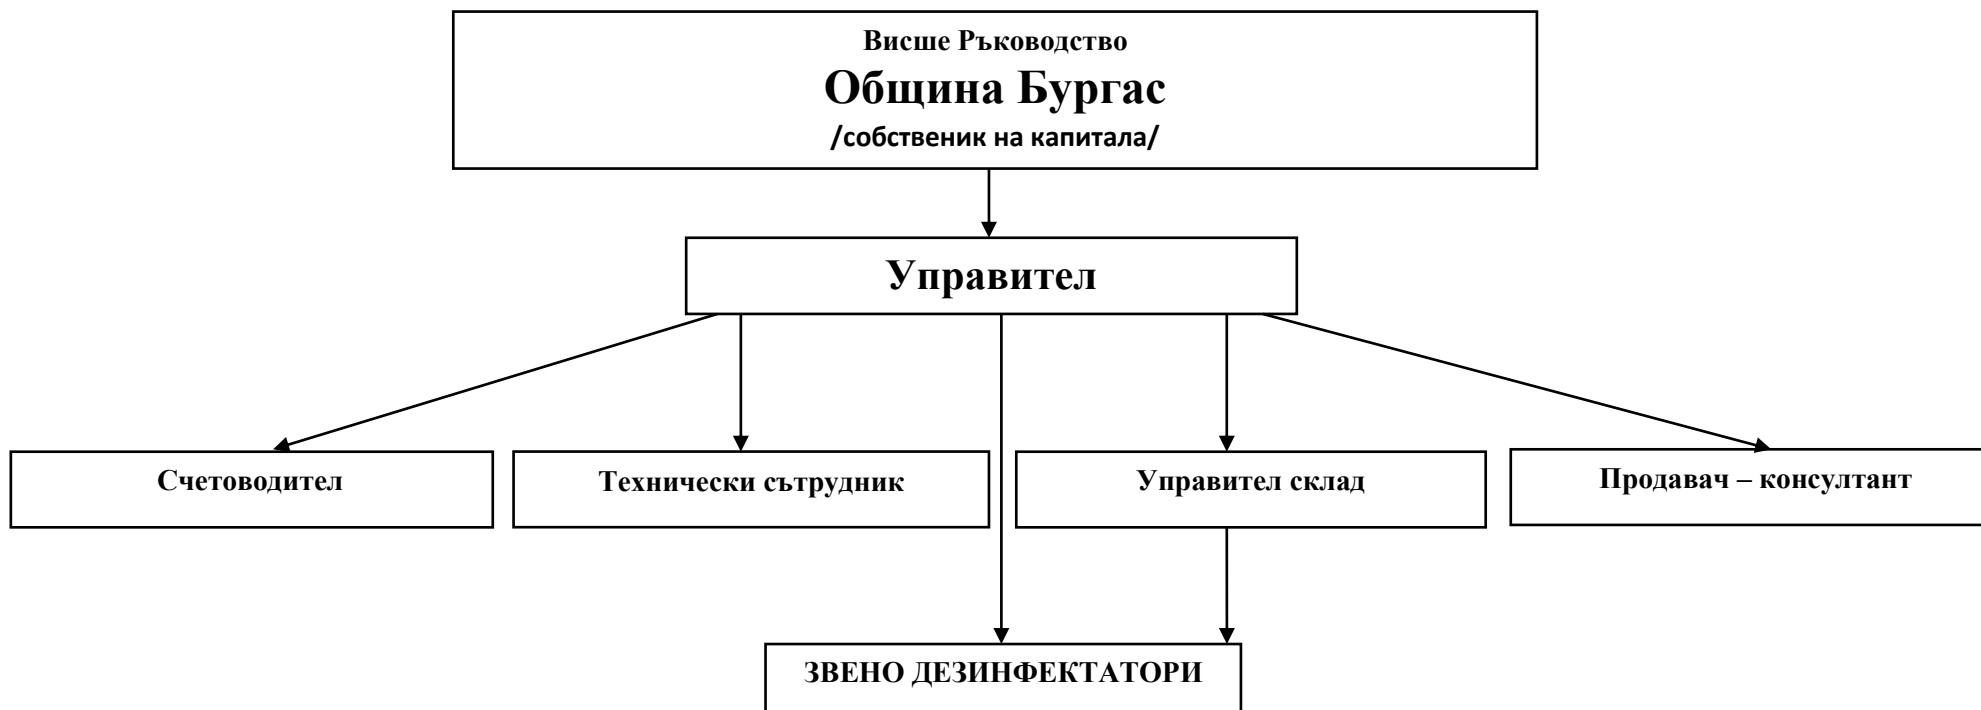 Висше Ръководство
Община Бургас
/собственик на капитала/
Управител
Счетоводител
Технически сътрудник
Управител склад
Продавач – консултант
ЗВЕНО ДЕЗИНФЕКТАТОРИ